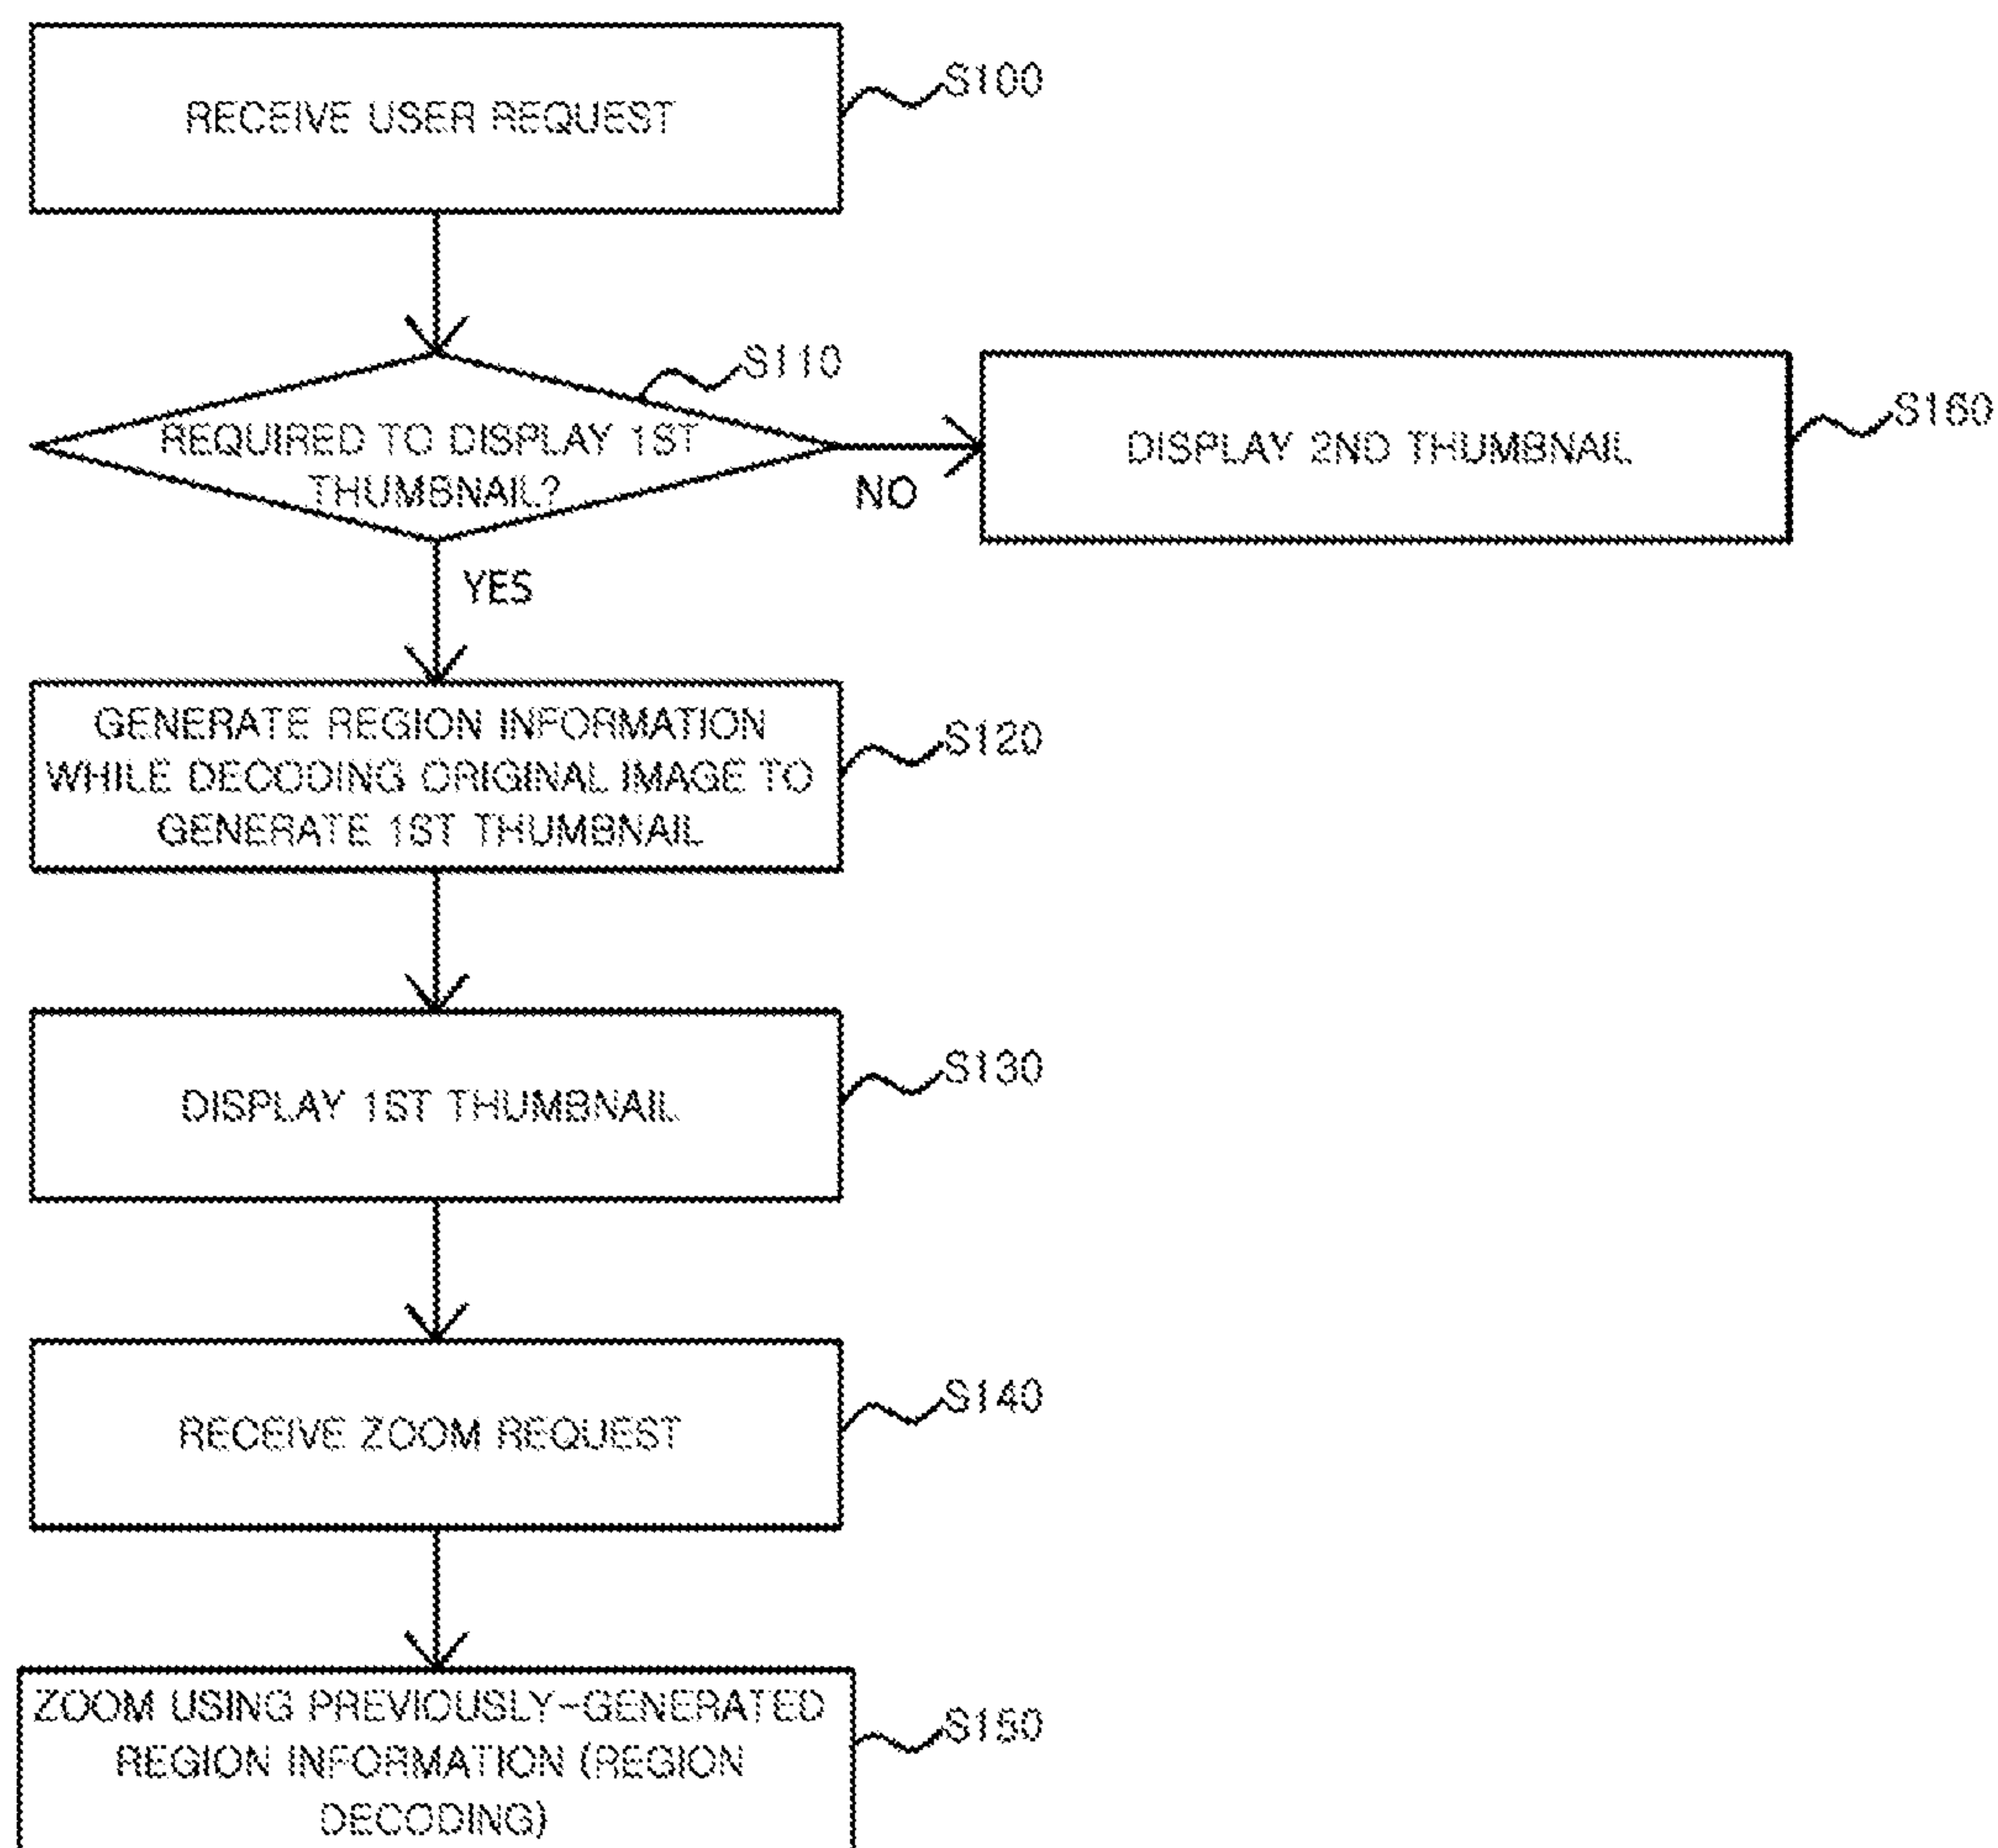 RECEIVE USER REQUEST
S100
REQUIRED TO DISPLAY 1ST
THUMBNAIL?
S110
NO
DISPLAY 2ND THUMBNAIL
S160
YES
GENERATE REGION INFORMATION
WHILE DECODING ORIGINAL IMAGE TO
GENERATE 1ST THUMBNAIL
S120
DISPLAY 1ST THUMBNAIL
S130
RECEIVE ZOOM REQUEST
S140
ZOOM USING PREVIOUSLY-GENERATED
REGION INFORMATION (REGION
DECODING)
S150